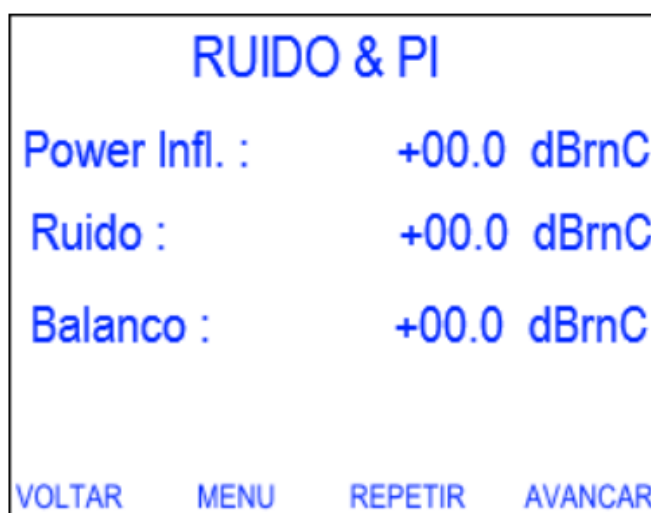 RUIDO & PI
Power Infl. : +00.0 dBrnC
Ruido : +00.0 dBrnC
Balanco : +00.0 dBrnC
VOLTAR MENU REPETIR AVANCAR